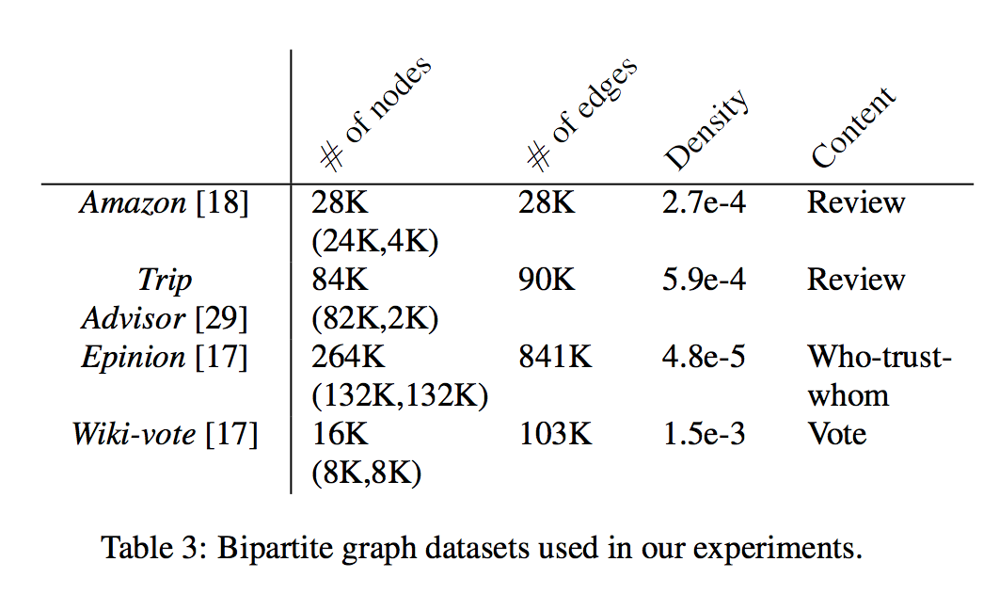 # of nodes # of edges Density Content
Amazon [18] 28K 28K 2.7e-4 Review
(24K,4K)
Trip 84K 90K 5.9e-4 Review
Advisor [29] (82K,2K)
Epinion [17] 264K 841K 4.8e-5 Who-trust-
(132K,132K) whom
Wiki-vote [17] 16K 103K 1.5e-3 Vote
(8K,8K)
Table 3: Bipartite graph datasets used in our experiments.